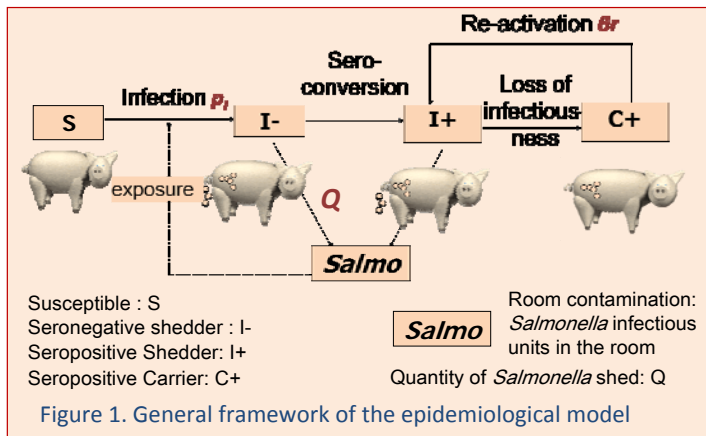 Re-activation
Sero-
conversion
Loss of
infectious-
ness
Infection
S
I-
I+
C+
exposure
Q
Salmo
Susceptible : S
Seronegative shedder : I-
Seropositive Shedder: I+
Seropositive Carrier: C+
Salmo
Room contamination:
Salmonella infectious
units in the room
Quantity of Salmonella shed: Q
Figure 1. General framework of the epidemiological model